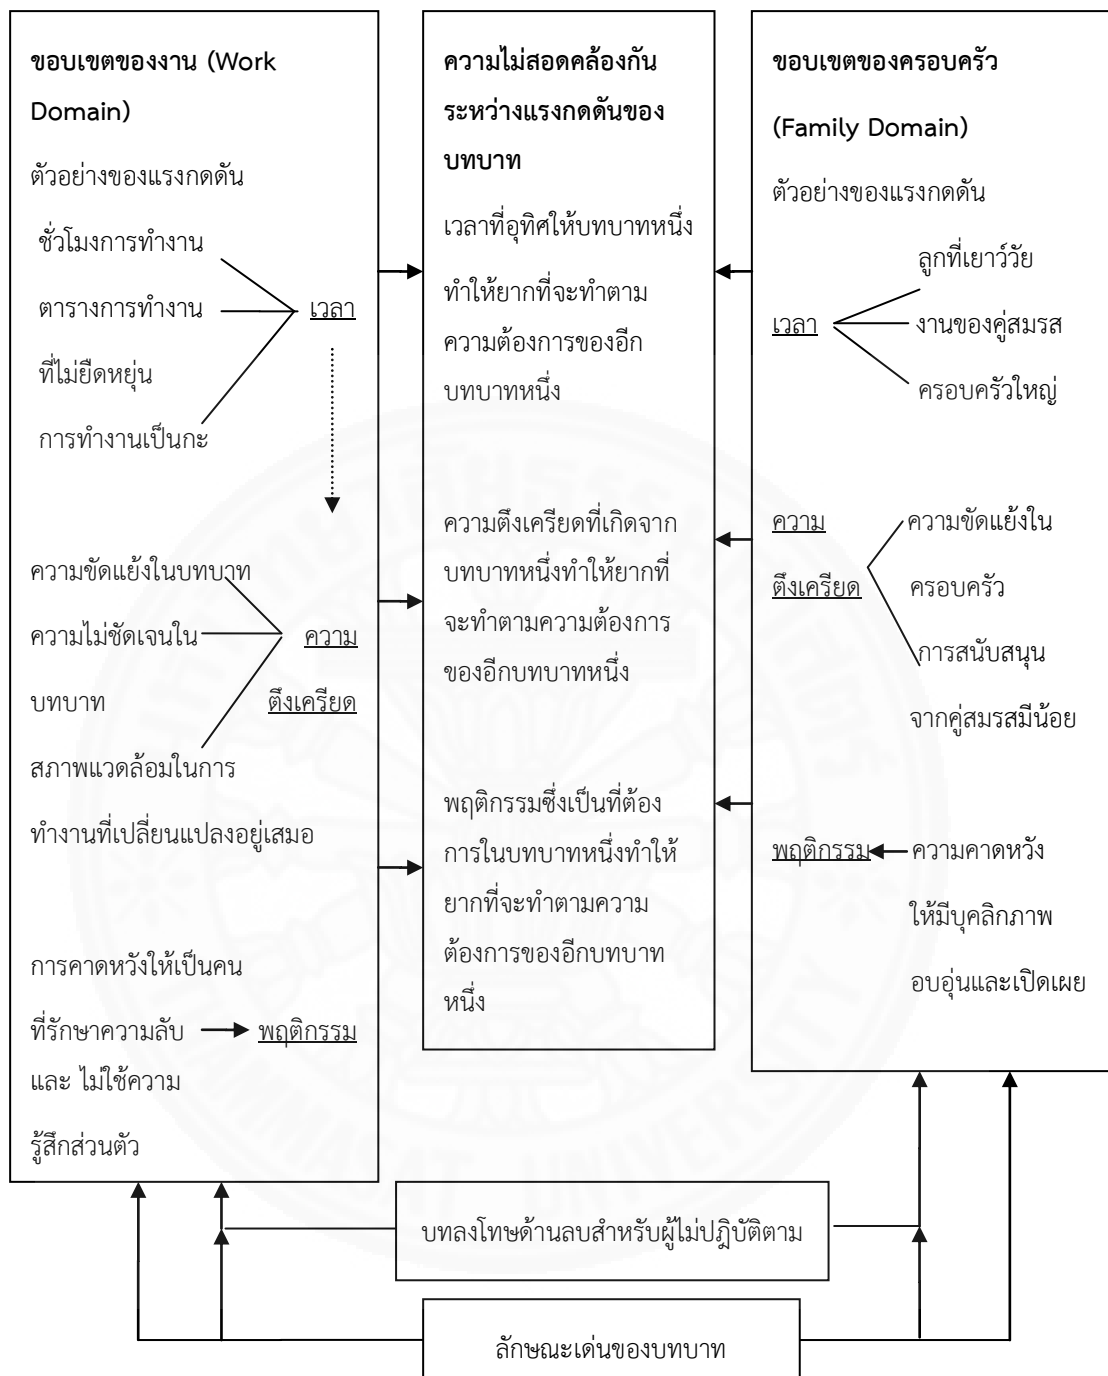 ขอบเขตของงาน (Work
Domain)
ตัวอย่างของแรงกดดัน
ชั่วโมงการทำงาน
ตารางการทำงาน
เวลา
ที่ไม่ยืดหยุ่น
การทำงานเป็นกะ
ความขัดแย้งในบทบาท
ความไม่ชัดเจนใน
ความ
บทบาท
ตึงเครียด
สภาพแวดล้อมในการ
ทำงานที่เปลี่ยนแปลงอยู่เสมอ
การคาดหวังให้เป็นคน
ที่รักษาความลับ
พฤติกรรม
และ ไม่ใช้ความ
รู้สึกส่วนตัว
ความไม่สอดคล้องกัน
ระหว่างแรงกดดันของ
บทบาท
เวลาที่อุทิศให้บทบาทหนึ่ง
ทำให้ยากที่จะทำตาม
ความต้องการของอีก
บทบาทหนึ่ง
ความตึงเครียดที่เกิดจาก
บทบาทหนึ่งทำให้ยากที่
จะทำตามความต้องการ
ของอีกบทบาทหนึ่ง
พฤติกรรมซึ่งเป็นที่ต้อง
การในบทบาทหนึ่งทำให้
ยากที่จะทำตามความ
ต้องการของอีกบทบาท
หนึ่ง
ขอบเขตของครอบครัว
(Family Domain)
ตัวอย่างของแรงกดดัน
ลูกที่เยาว์วัย
เวลา
งานของคู่สมรส
ครอบครัวใหญ่
ความ
ความขัดแย้งใน
ตึงเครียด
ครอบครัว
การสนับสนุน
จากคู่สมรสมีน้อย
พฤติกรรม
ความคาดหวัง
ให้มีบุคลิกภาพ
อบอุ่นและเปิดเผย
บทลงโทษด้านลบสำหรับผู้ไม่ปฎิบัติตาม
ลักษณะเด่นของบทบาท
THAMMASAT UNIVERSITY